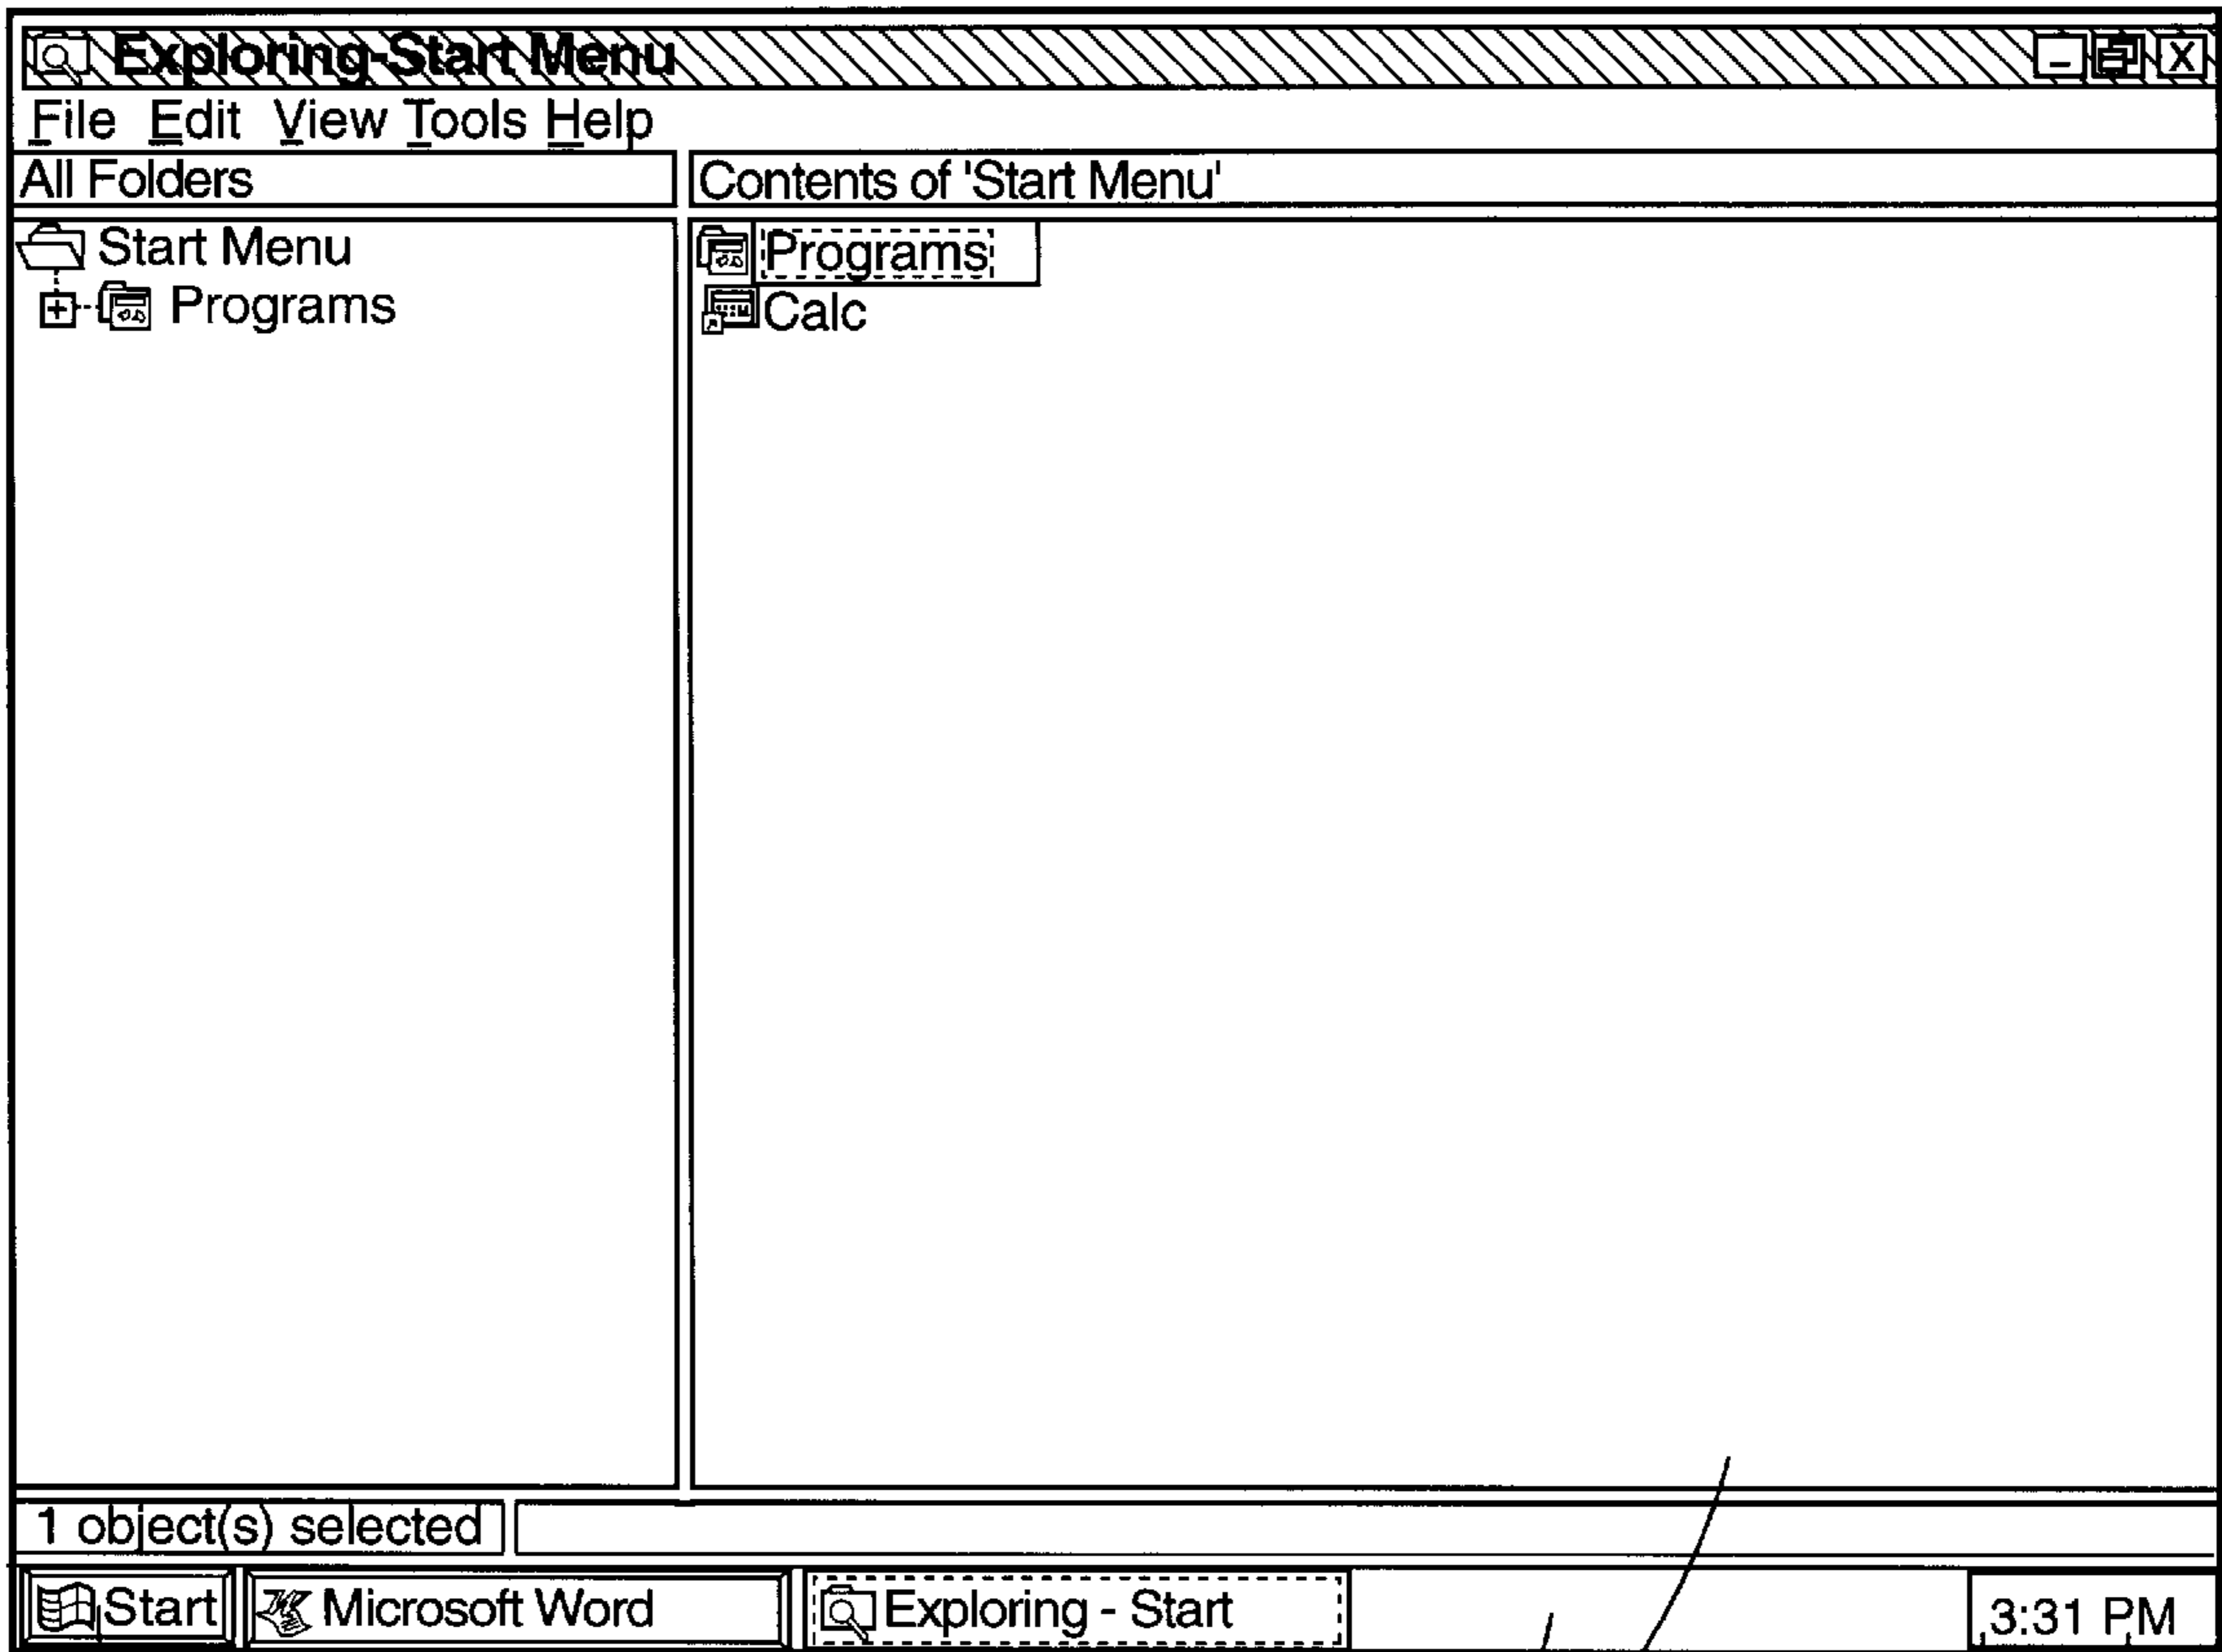 Exploring-Start Menu
File Edit View Tools Help
All Folders
Contents of 'Start Menu'
Start Menu
Programs
Programs
Calc
1 object(s) selected
Start Microsoft Word Exploring - Start 3:31 PM